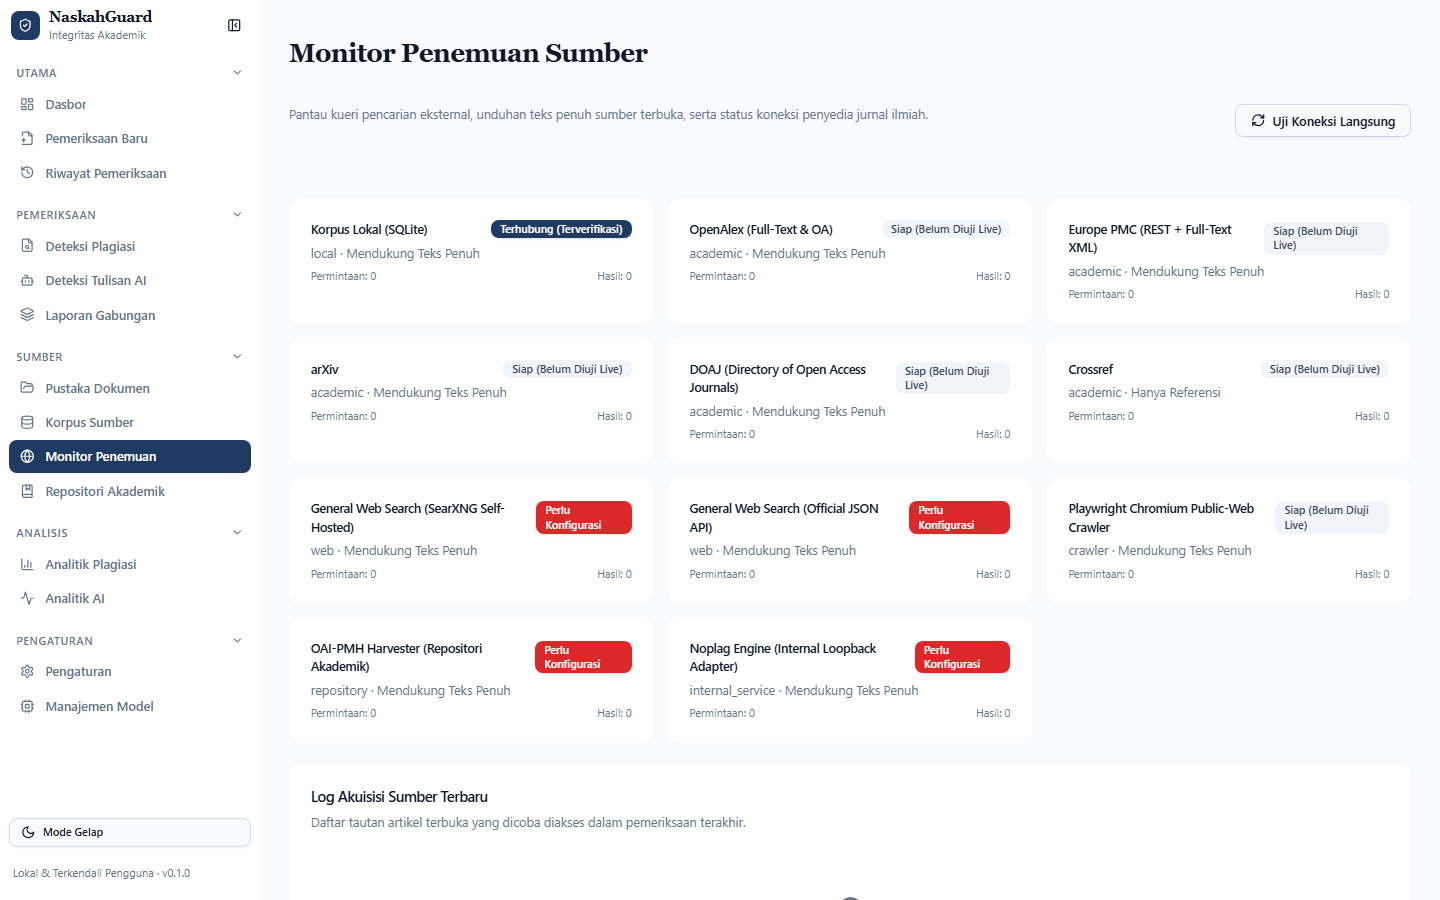 NaskahGuard
Integritas Akademik
UTAMA
Dasbor
Pemeriksaan Baru
Riwayat Pemeriksaan
PEMERIKSAAN
Deteksi Plagiasi
Deteksi Tulisan AI
Laporan Gabungan
SUMBER
Pustaka Dokumen
Korpus Sumber
Monitor Penemuan
Repositori Akademik
ANALISIS
Analitik Plagiasi
Analitik AI
PENGATURAN
Pengaturan
Manajemen Model
Mode Gelap
Lokal & Terkendali Pengguna · v0.1.0
Monitor Penemuan Sumber
Pantau kueri pencarian eksternal, unduhan teks penuh sumber terbuka, serta status koneksi penyedia jurnal ilmiah.
Uji Koneksi Langsung
Korpus Lokal (SQLite)
Terhubung (Terverifikasi)
local · Mendukung Teks Penuh
Permintaan: 0
Hasil: 0
OpenAlex (Full-Text & OA)
Siap (Belum Diuji Live)
academic · Mendukung Teks Penuh
Permintaan: 0
Hasil: 0
Europe PMC (REST + Full-Text
XML)
Siap (Belum Diuji
Live)
academic · Mendukung Teks Penuh
Permintaan: 0
Hasil: 0
arXiv
Siap (Belum Diuji Live)
academic · Mendukung Teks Penuh
Permintaan: 0
Hasil: 0
DOAJ (Directory of Open Access
Journals)
Siap (Belum Diuji
Live)
academic · Mendukung Teks Penuh
Permintaan: 0
Hasil: 0
Crossref
Siap (Belum Diuji Live)
academic · Hanya Referensi
Permintaan: 0
Hasil: 0
General Web Search (SearXNG Self-
Hosted)
Perlu
Konfigurasi
web · Mendukung Teks Penuh
Permintaan: 0
Hasil: 0
General Web Search (Official JSON
API)
Perlu
Konfigurasi
web · Mendukung Teks Penuh
Permintaan: 0
Hasil: 0
Playwright Chromium Public-Web
Crawler
Siap (Belum Diuji
Live)
crawler · Mendukung Teks Penuh
Permintaan: 0
Hasil: 0
OAI-PMH Harvester (Repositori
Akademik)
Perlu
Konfigurasi
repository · Mendukung Teks Penuh
Permintaan: 0
Hasil: 0
Noplag Engine (Internal Loopback
Adapter)
Perlu
Konfigurasi
internal_service · Mendukung Teks Penuh
Permintaan: 0
Hasil: 0
Log Akuisisi Sumber Terbaru
Daftar tautan artikel terbuka yang dicoba diakses dalam pemeriksaan terakhir.